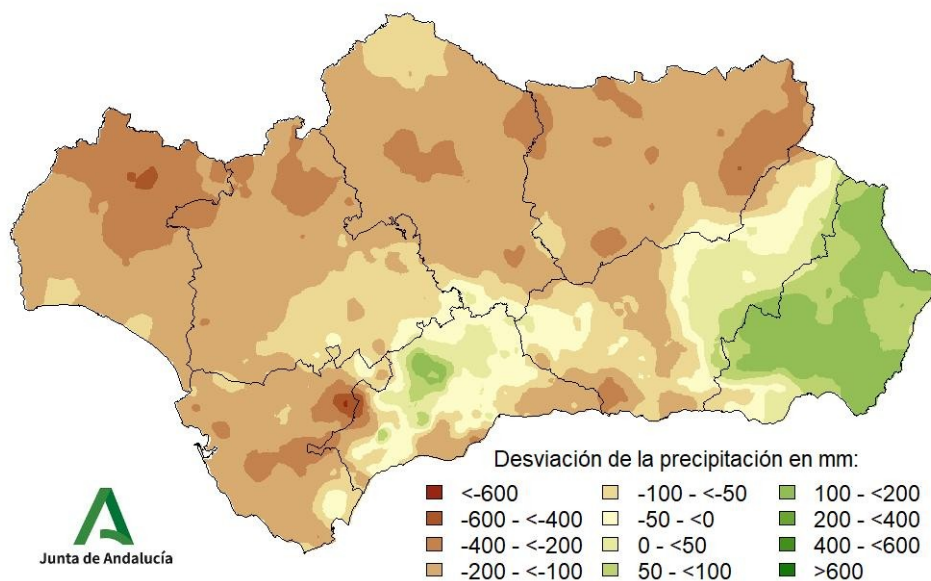 Desviación de la precipitación en mm:
<-600
-600 - <-400
-400 - <-200
-200 - <-100
-100 - <-50
-50 - <0
0 - <50
50 - <100
100 - <200
200 - <400
400 - <600
>600
Junta de Andalucía